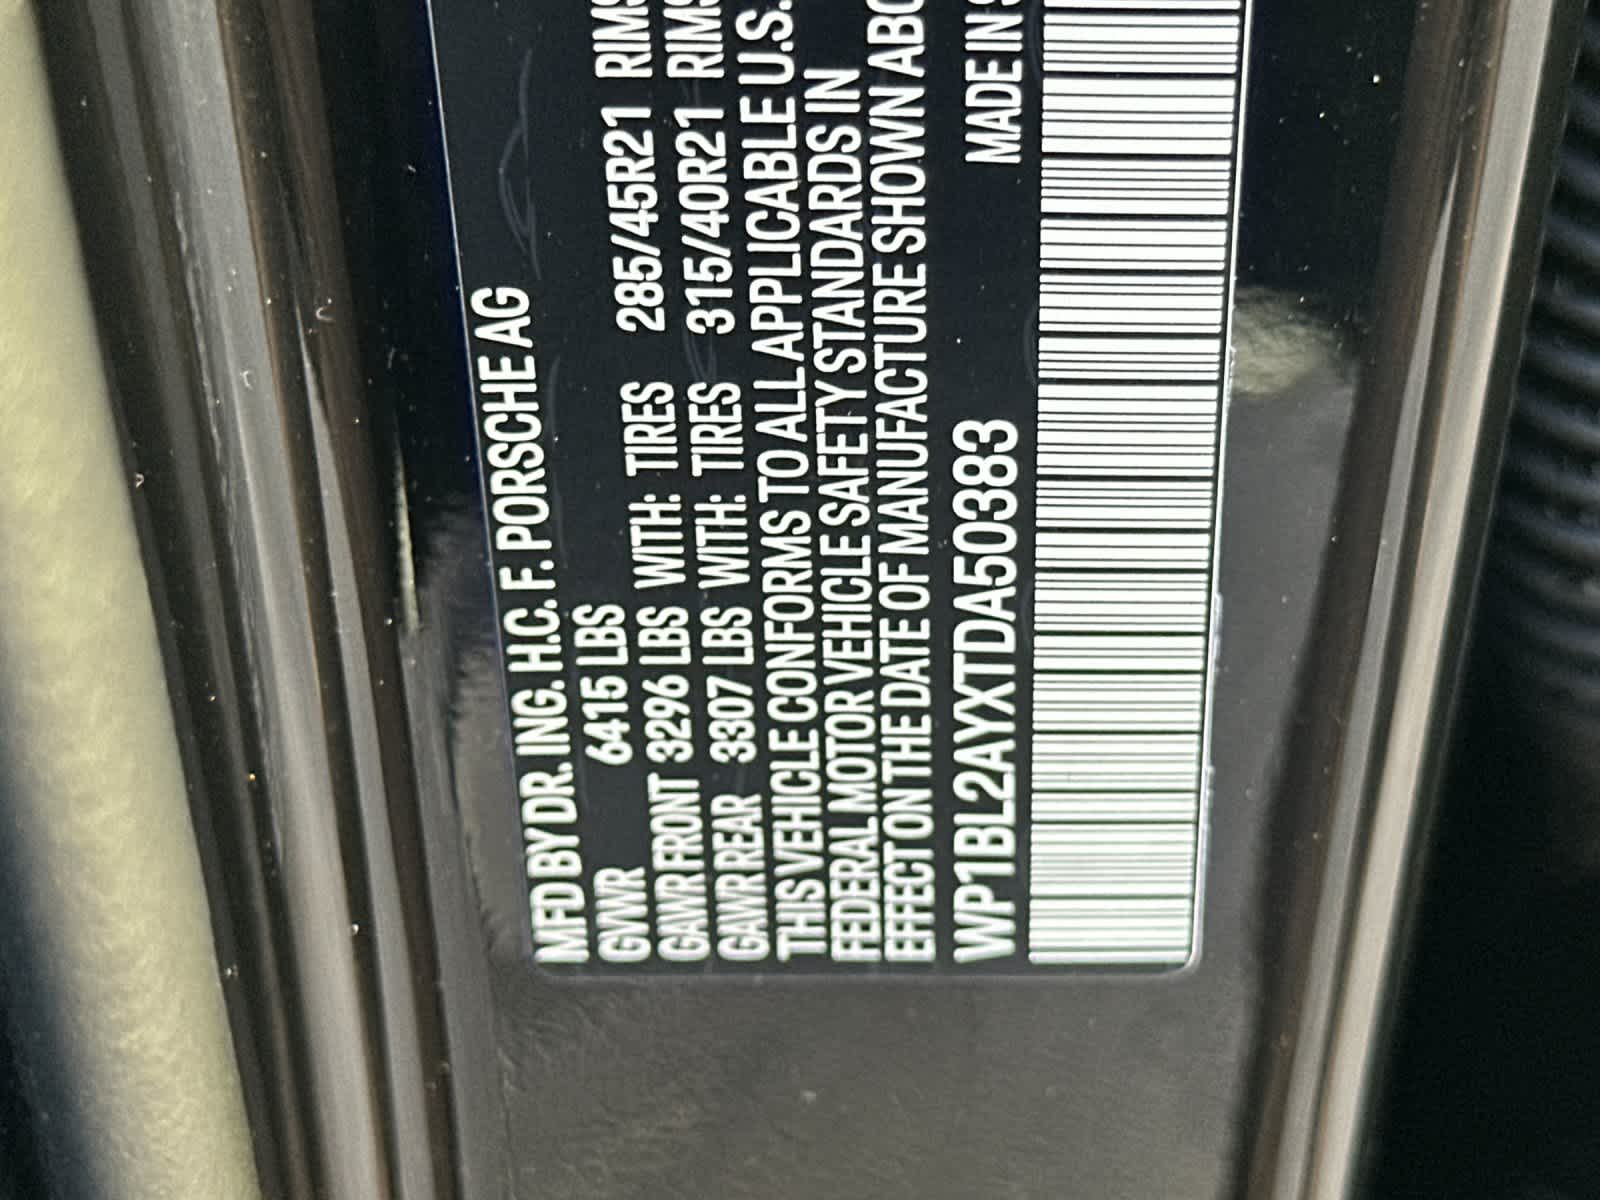 MFD BY DR. ING. H.C. F. PORSCHE AG
GVWR 6415 LBS
GAWR FRONT 3296 LBS WITH: TIRES 285/45R21 RIMS
GAWR REAR 3307 LBS WITH: TIRES 315/40R21 RIMS
THIS VEHICLE CONFORMS TO ALL APPLICABLE U.S.
FEDERAL MOTOR VEHICLE SAFETY STANDARDS IN
EFFECT ON THE DATE OF MANUFACTURE SHOWN ABO
WP1BL2AYXTDA50383 MADE IN S